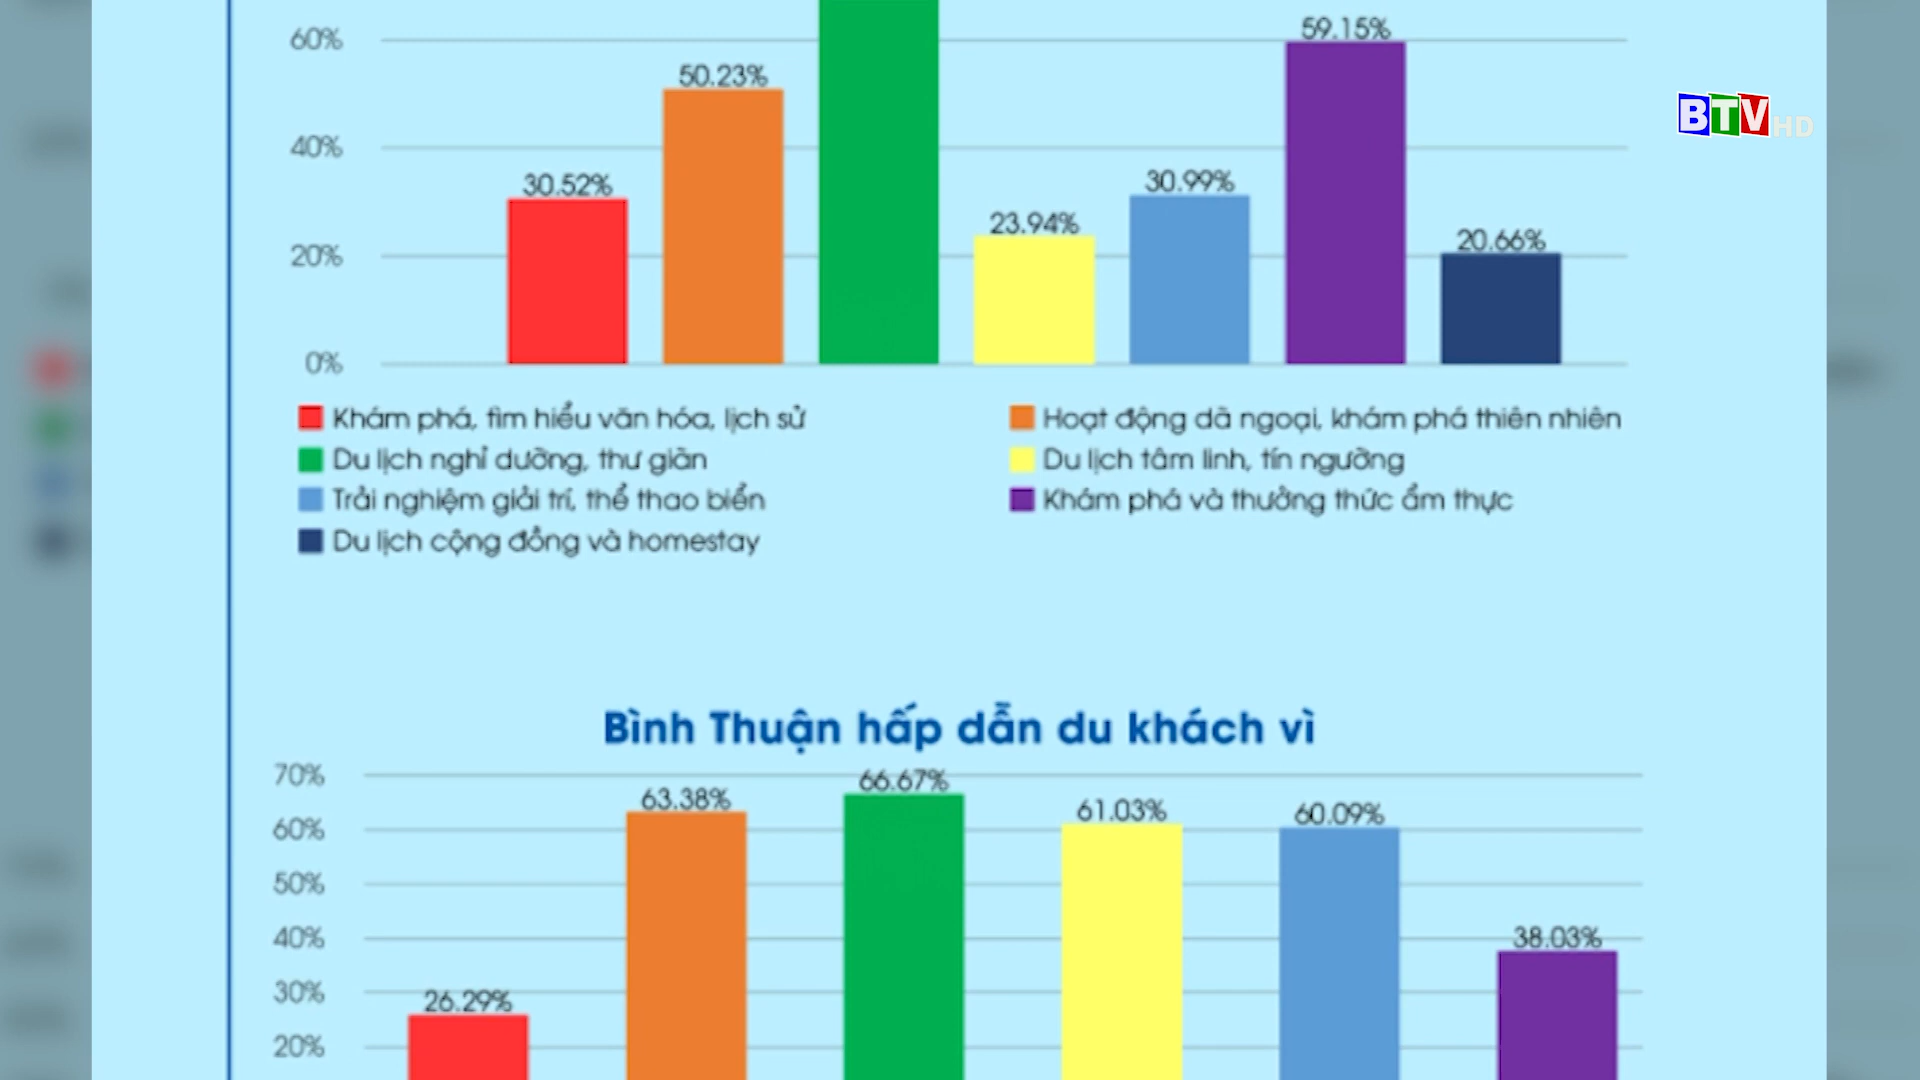 59.15%
60%
50.23%
BTV HD
40%
30.52%
30.99%
23.94%
20.66%
20%
0%
Khám phá, tìm hiểu văn hóa, lịch sử
Hoạt động dã ngoại, khám phá thiên nhiên
Du lịch nghỉ dưỡng, thư giãn
Du lịch tâm linh, tín ngưỡng
Trải nghiệm giải trí, thể thao biển
Khám phá và thưởng thức ẩm thực
Du lịch cộng đồng và homestay
Bình Thuận hấp dẫn du khách vì
70%
66.67%
63.38%
61.03%
60.09%
60%
50%
40%
38.03%
30%
26.29%
20%